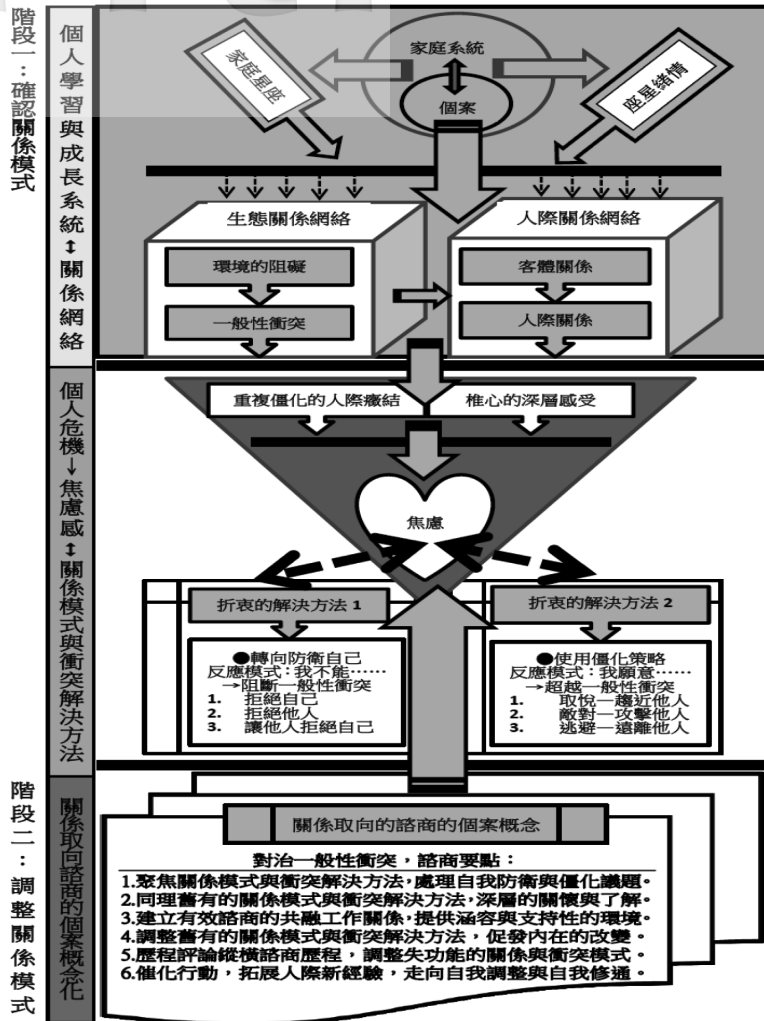 階段一：確認關係模式
個人學習與成長系統↕關係網絡
家庭系統
個案
家庭星座
座星緒情
生態關係網絡
環境的阻礙
一般性衝突
人際關係網絡
客體關係
人際關係
個人危機↓焦慮感↕關係模式與衝突解決方法
重複僵化的人際癥結
椎心的深層感受
焦慮
折衷的解決方法 1
●轉向防衛自己
反應模式：我不能……
→阻斷一般性衝突
1. 拒絕自己
2. 拒絕他人
3. 讓他人拒絕自己
折衷的解決方法 2
●使用僵化策略
反應模式：我願意……
→超越一般性衝突
1. 取悅—趨近他人
2. 敵對—攻擊他人
3. 逃避—遠離他人
階段二：調整關係模式
關係取向諮商的個案概念化
關係取向的諮商的個案概念
對治一般性衝突，諮商要點：
1.聚焦關係模式與衝突解決方法，處理自我防衛與僵化議題。
2.同理舊有的關係模式與衝突解決方法，深層的關懷與了解。
3.建立有效諮商的共融工作關係，提供涵容與支持性的環境。
4.調整舊有的關係模式與衝突解決方法，促發內在的改變。
5.歷程評論縱橫諮商歷程，調整失功能的關係與衝突模式。
6.催化行動，拓展人際新經驗，走向自我調整與自我修通。